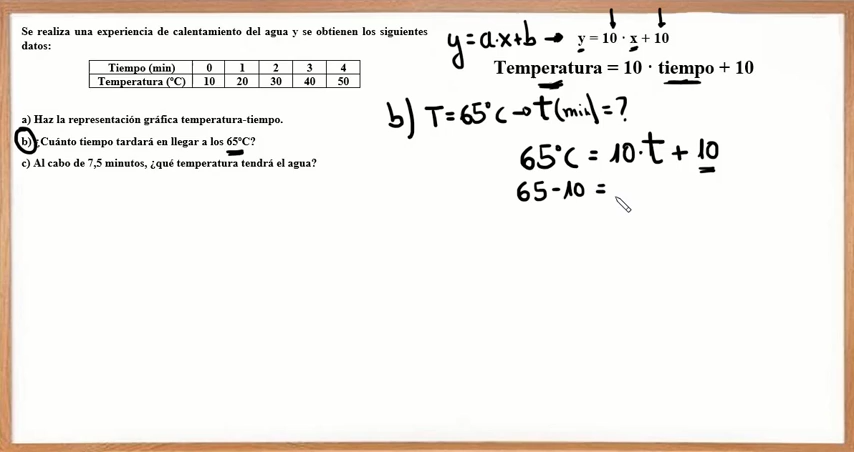 Se realiza una experiencia de calentamiento del agua y se obtienen los siguientes
datos:
Tiempo (min) 0 1 2 3 4
Temperatura (ºC) 10 20 30 40 50
a) Haz la representación gráfica temperatura-tiempo.
b) ¿Cuánto tiempo tardará en llegar a los 65ºC?
c) Al cabo de 7,5 minutos, ¿qué temperatura tendrá el agua?
y = a·x+b → y = 10 · x + 10
Temperatura = 10 · tiempo + 10
b) T = 65°C → t (min) = ?
65°C = 10·t + 10
65 - 10 =